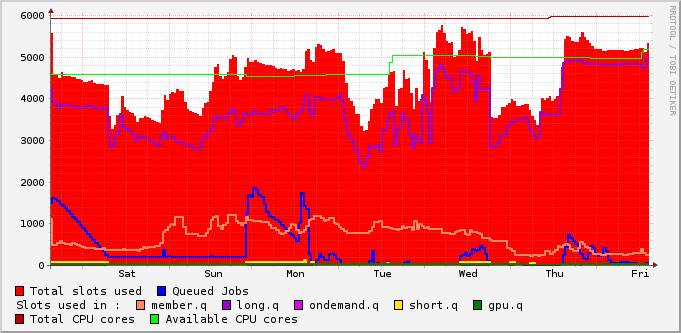 6000
5000
4000
3000
2000
1000
0
Sat Sun Mon Tue Wed Thu Fri
RRDTOOL / TOBI OETIKER
Total slots used Queued Jobs
Slots used in : member.q long.q ondemand.q short.q gpu.q
Total CPU cores Available CPU cores